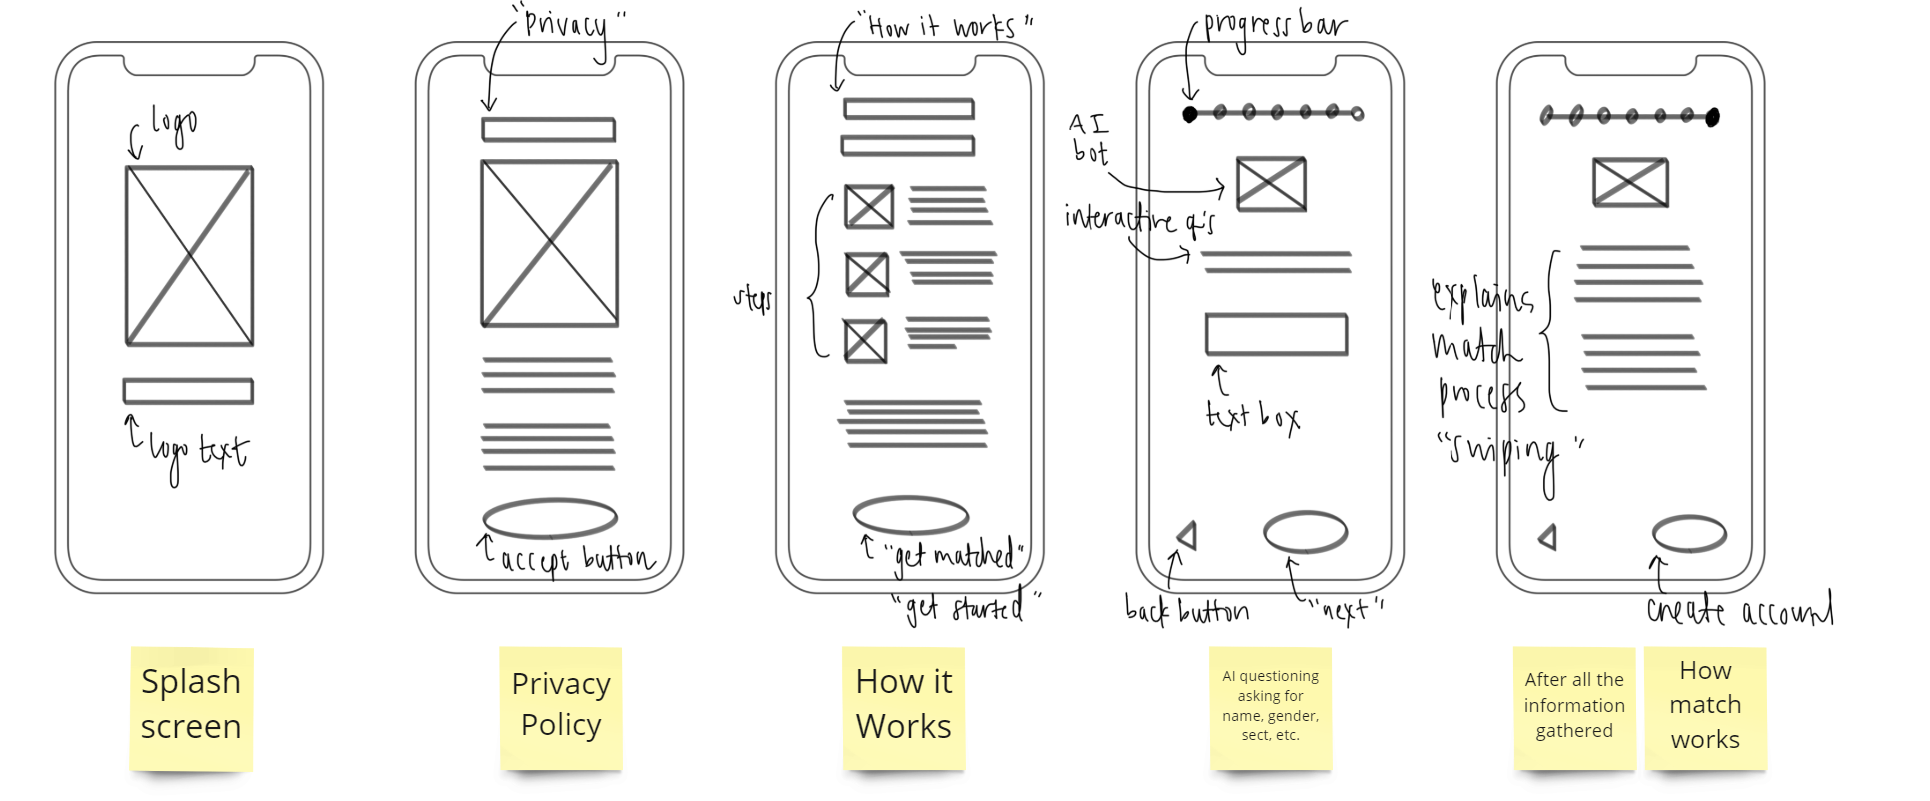 logo
logo text
Splash
screen
"Privacy"
accept button
Privacy
Policy
"How it works"
steps
"get matched"
"get started"
How it
Works
progress bar
AI
bot
interactive q's
text box
back button
"next"
AI questioning
asking for
name, gender,
sect, etc.
explains
match
process
"swiping"
create account
After all the
information
gathered
How
match
works